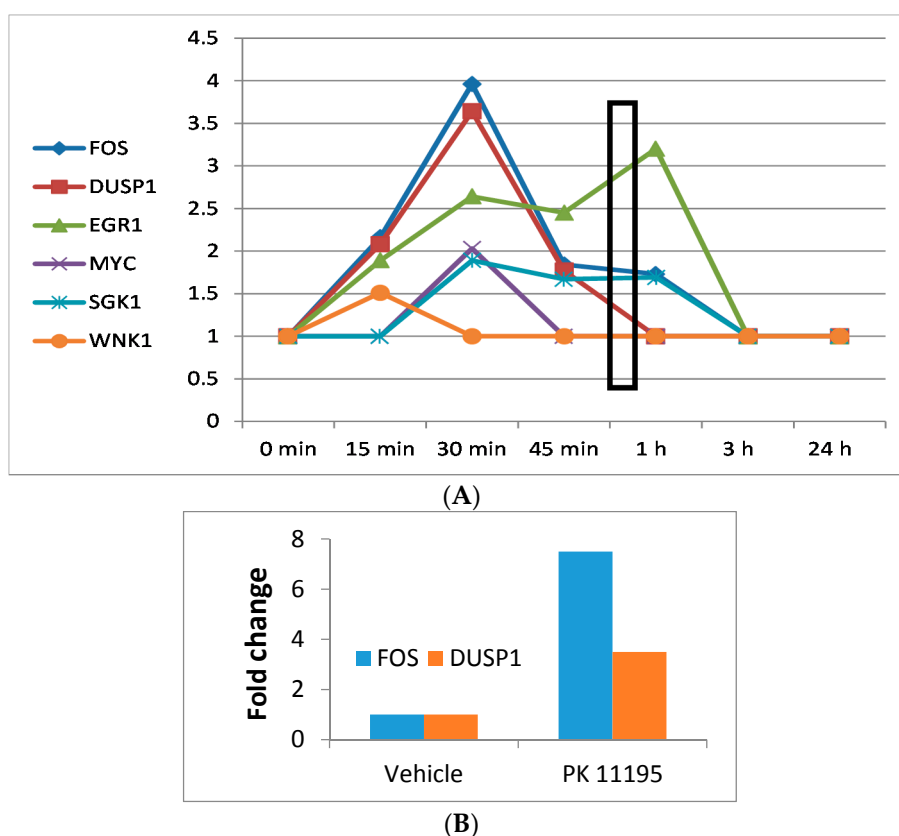 4.5
4
3.5
3
2.5
2
1.5
1
0.5
0
FOS
DUSP1
EGR1
MYC
SGK1
WNK1
0 min 15 min 30 min 45 min 1 h 3 h 24 h
(A)
Fold change
8
6
4
2
0
FOS DUSP1
Vehicle PK 11195
(B)